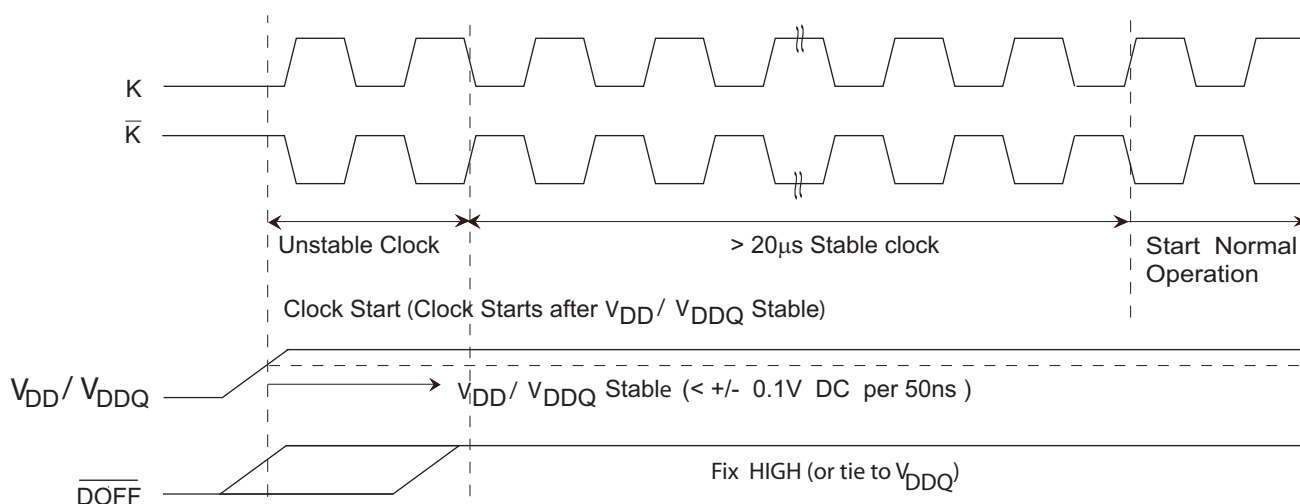 K
K̅
Unstable Clock
> 20μs Stable clock
Start Normal
Operation
Clock Start (Clock Starts after VDD / VDDQ Stable)
VDD / VDDQ
VDD / VDDQ Stable (< +/- 0.1V DC per 50ns )
Fix HIGH (or tie to VDDQ)
DOFF